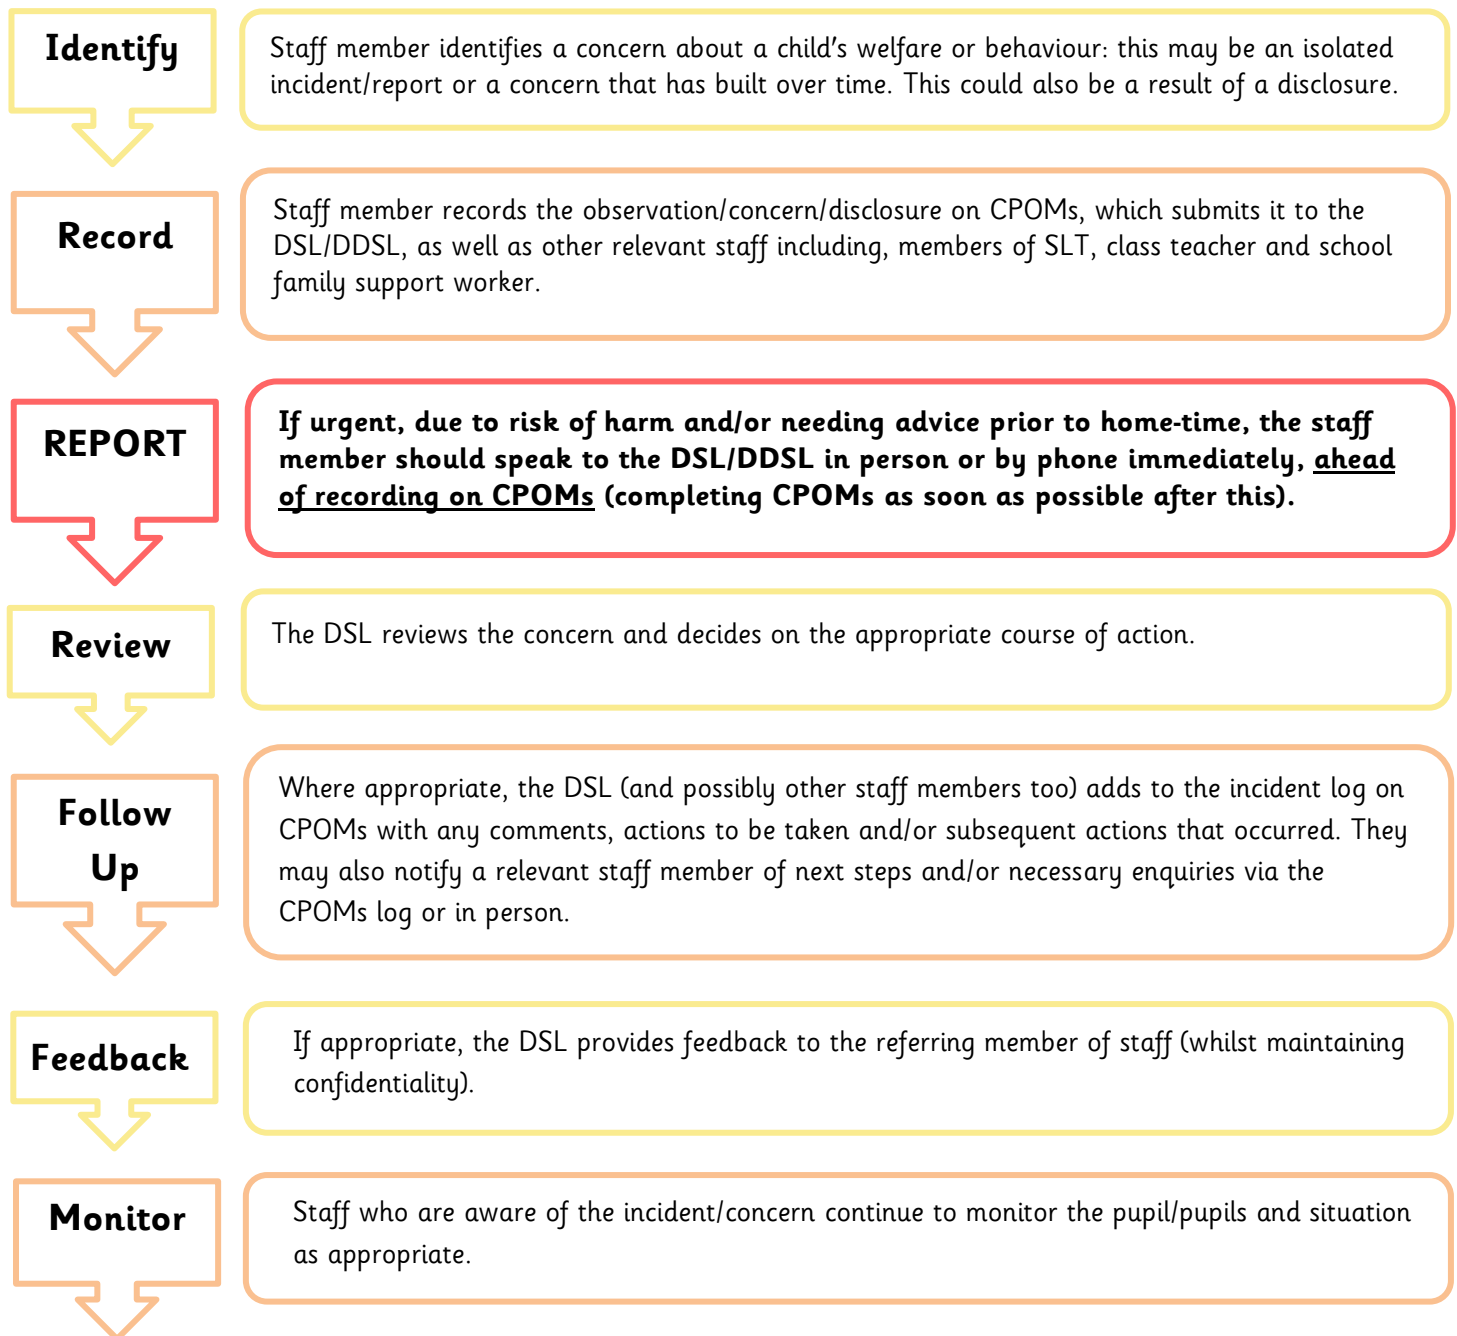 Identify
Staff member identifies a concern about a child's welfare or behaviour: this may be an isolated
incident/report or a concern that has built over time. This could also be a result of a disclosure.
Record
Staff member records the observation/concern/disclosure on CPOMs, which submits it to the
DSL/DDSL, as well as other relevant staff including, members of SLT, class teacher and school
family support worker.
REPORT
If urgent, due to risk of harm and/or needing advice prior to home-time, the staff
member should speak to the DSL/DDSL in person or by phone immediately, ahead
of recording on CPOMs (completing CPOMs as soon as possible after this).
Review
The DSL reviews the concern and decides on the appropriate course of action.
Follow
Up
Where appropriate, the DSL (and possibly other staff members too) adds to the incident log on
CPOMs with any comments, actions to be taken and/or subsequent actions that occurred. They
may also notify a relevant staff member of next steps and/or necessary enquiries via the
CPOMs log or in person.
Feedback
If appropriate, the DSL provides feedback to the referring member of staff (whilst maintaining
confidentiality).
Monitor
Staff who are aware of the incident/concern continue to monitor the pupil/pupils and situation
as appropriate.